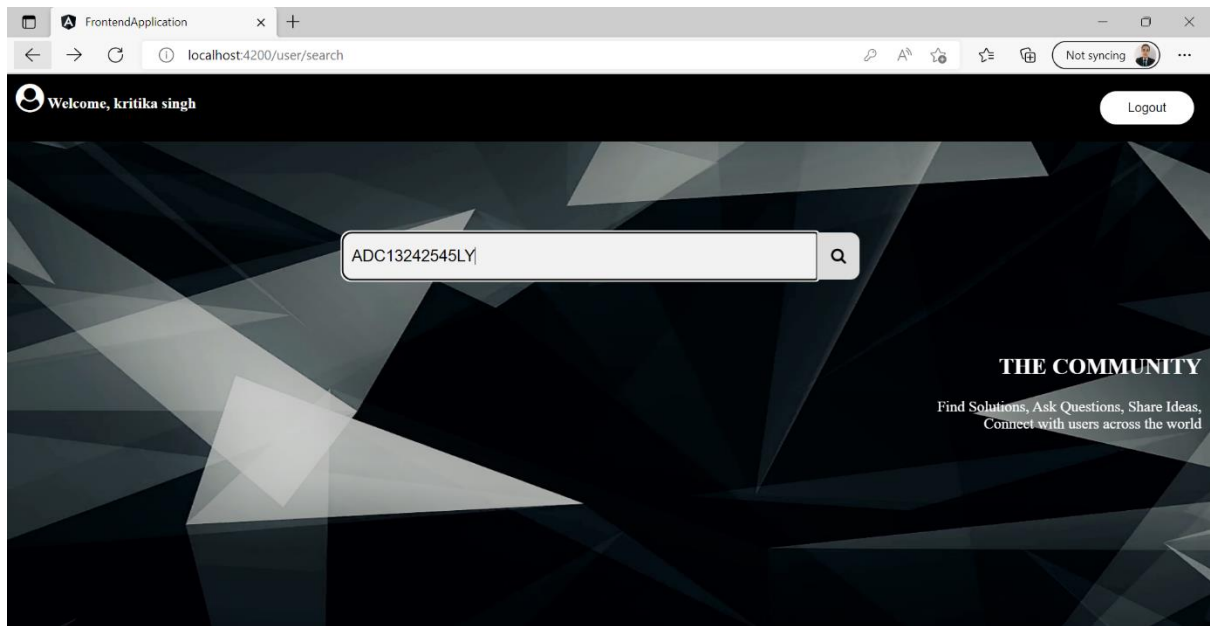 FrontendApplication
localhost:4200/user/search
Not syncing
Welcome, kritika singh
Logout
ADC13242545LY
THE COMMUNITY
Find Solutions, Ask Questions, Share Ideas,
Connect with users across the world